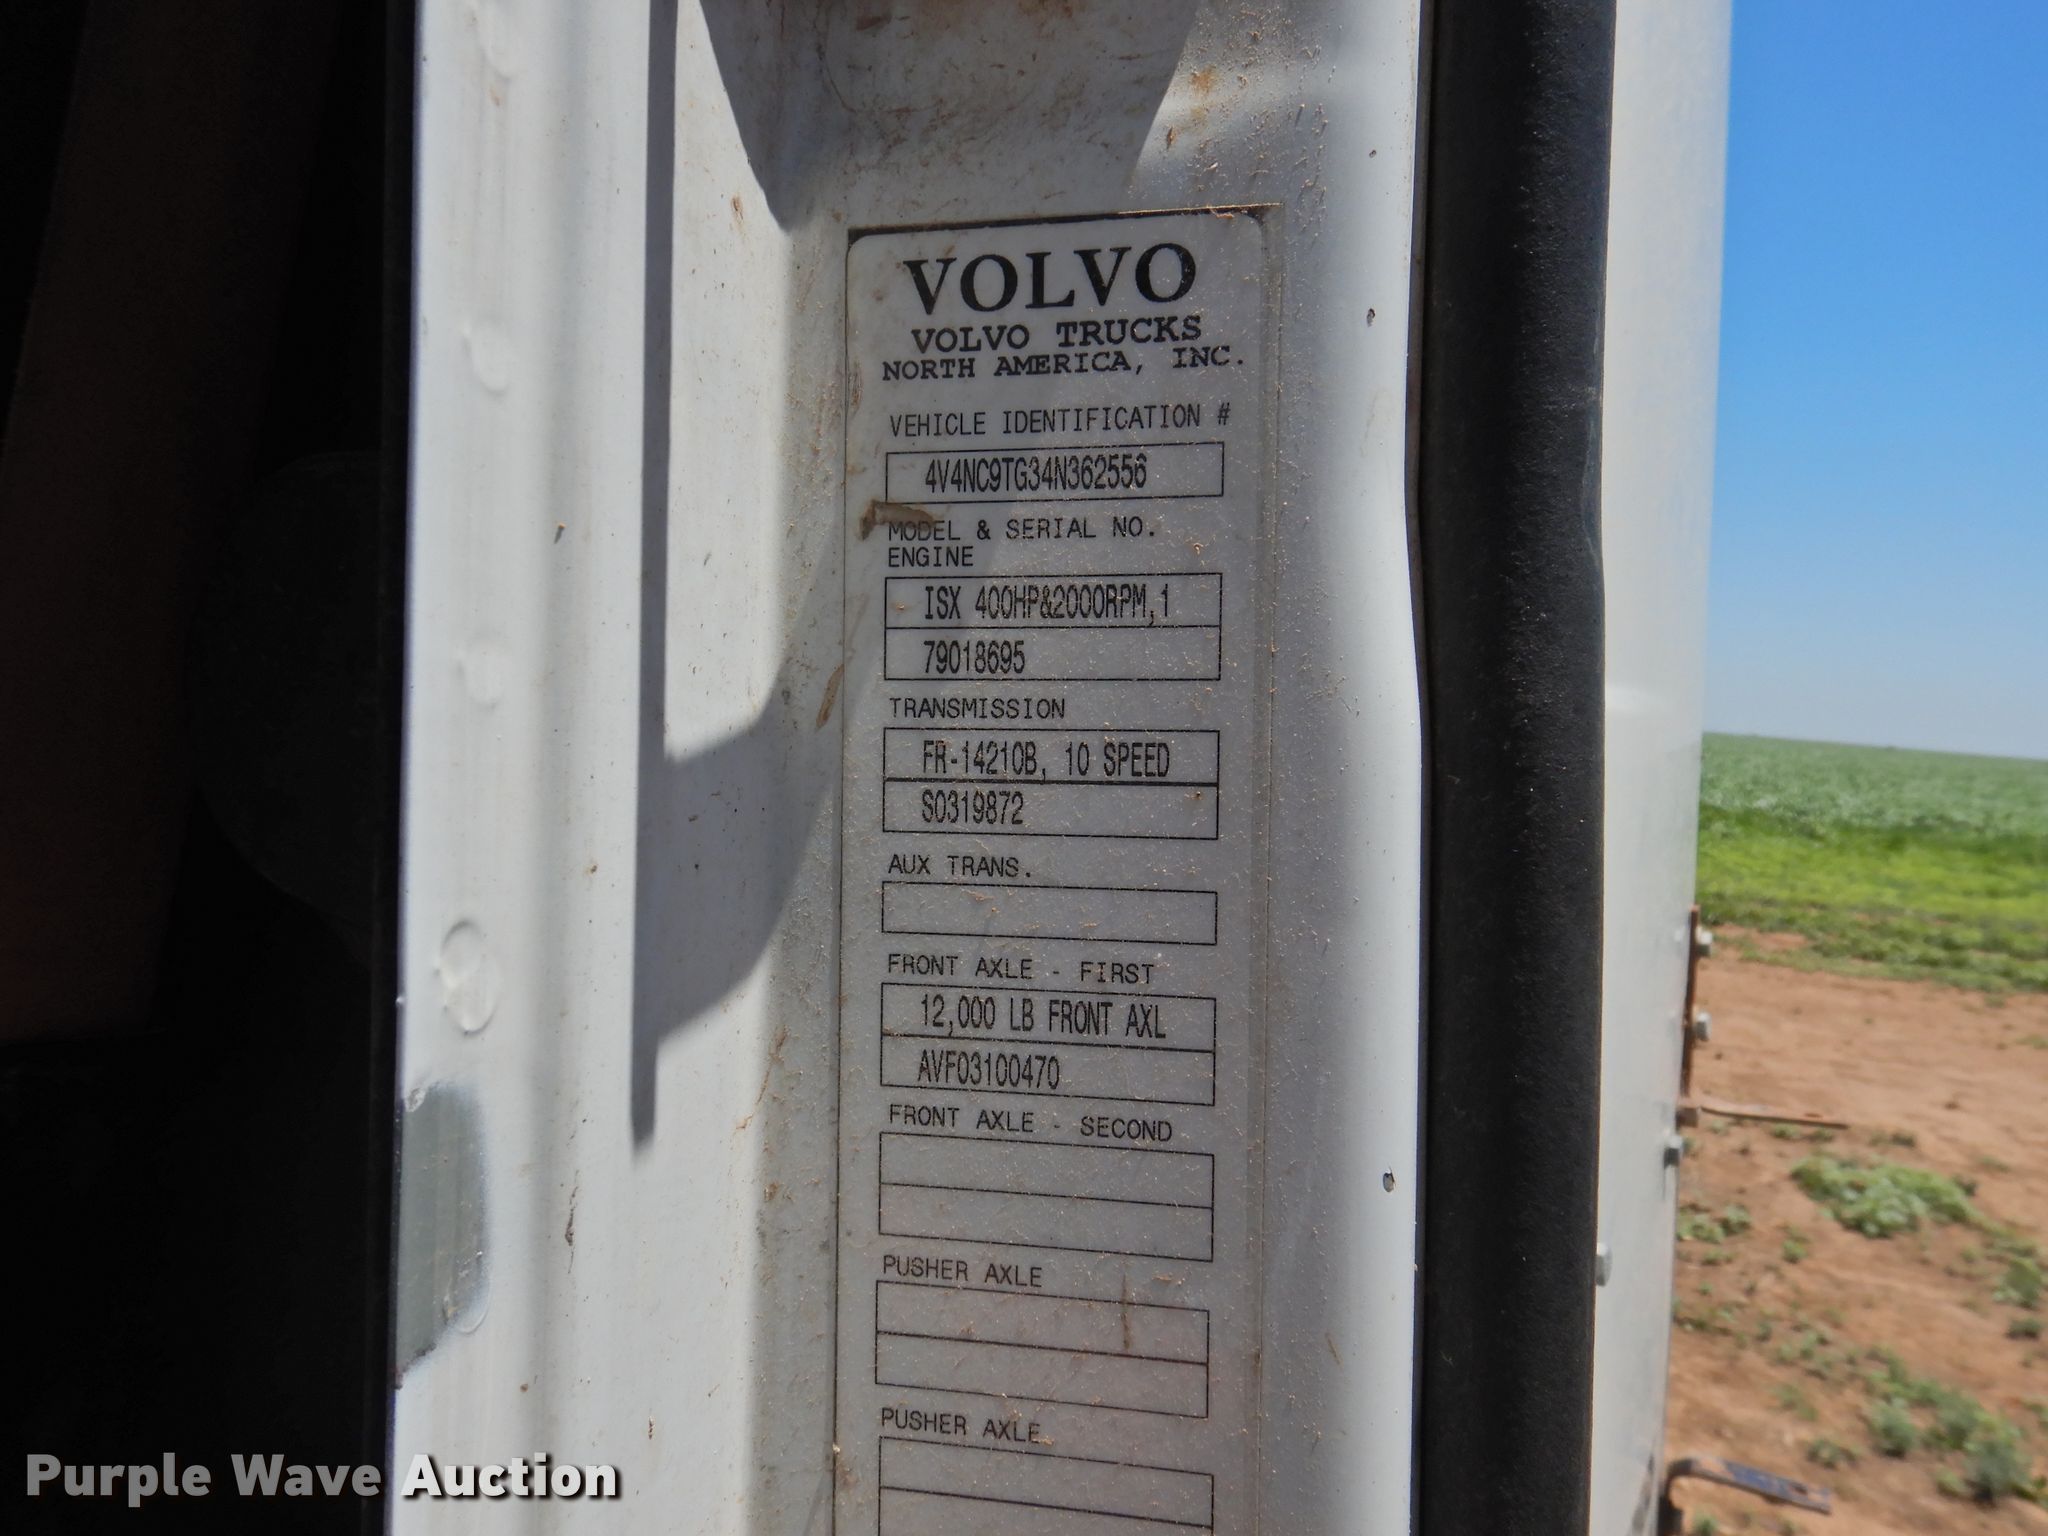 VOLVO
VOLVO TRUCKS
NORTH AMERICA, INC.
VEHICLE IDENTIFICATION #
4V4NC9TG34N362556
MODEL & SERIAL NO.
ENGINE
ISX 400HP&2000RPM,1
79018695
TRANSMISSION
FR-14210B, 10 SPEED
S0319872
AUX TRANS.
FRONT AXLE - FIRST
12,000 LB FRONT AXL
AVF03100470
FRONT AXLE - SECOND
PUSHER AXLE
PUSHER AXLE
Purple Wave Auction